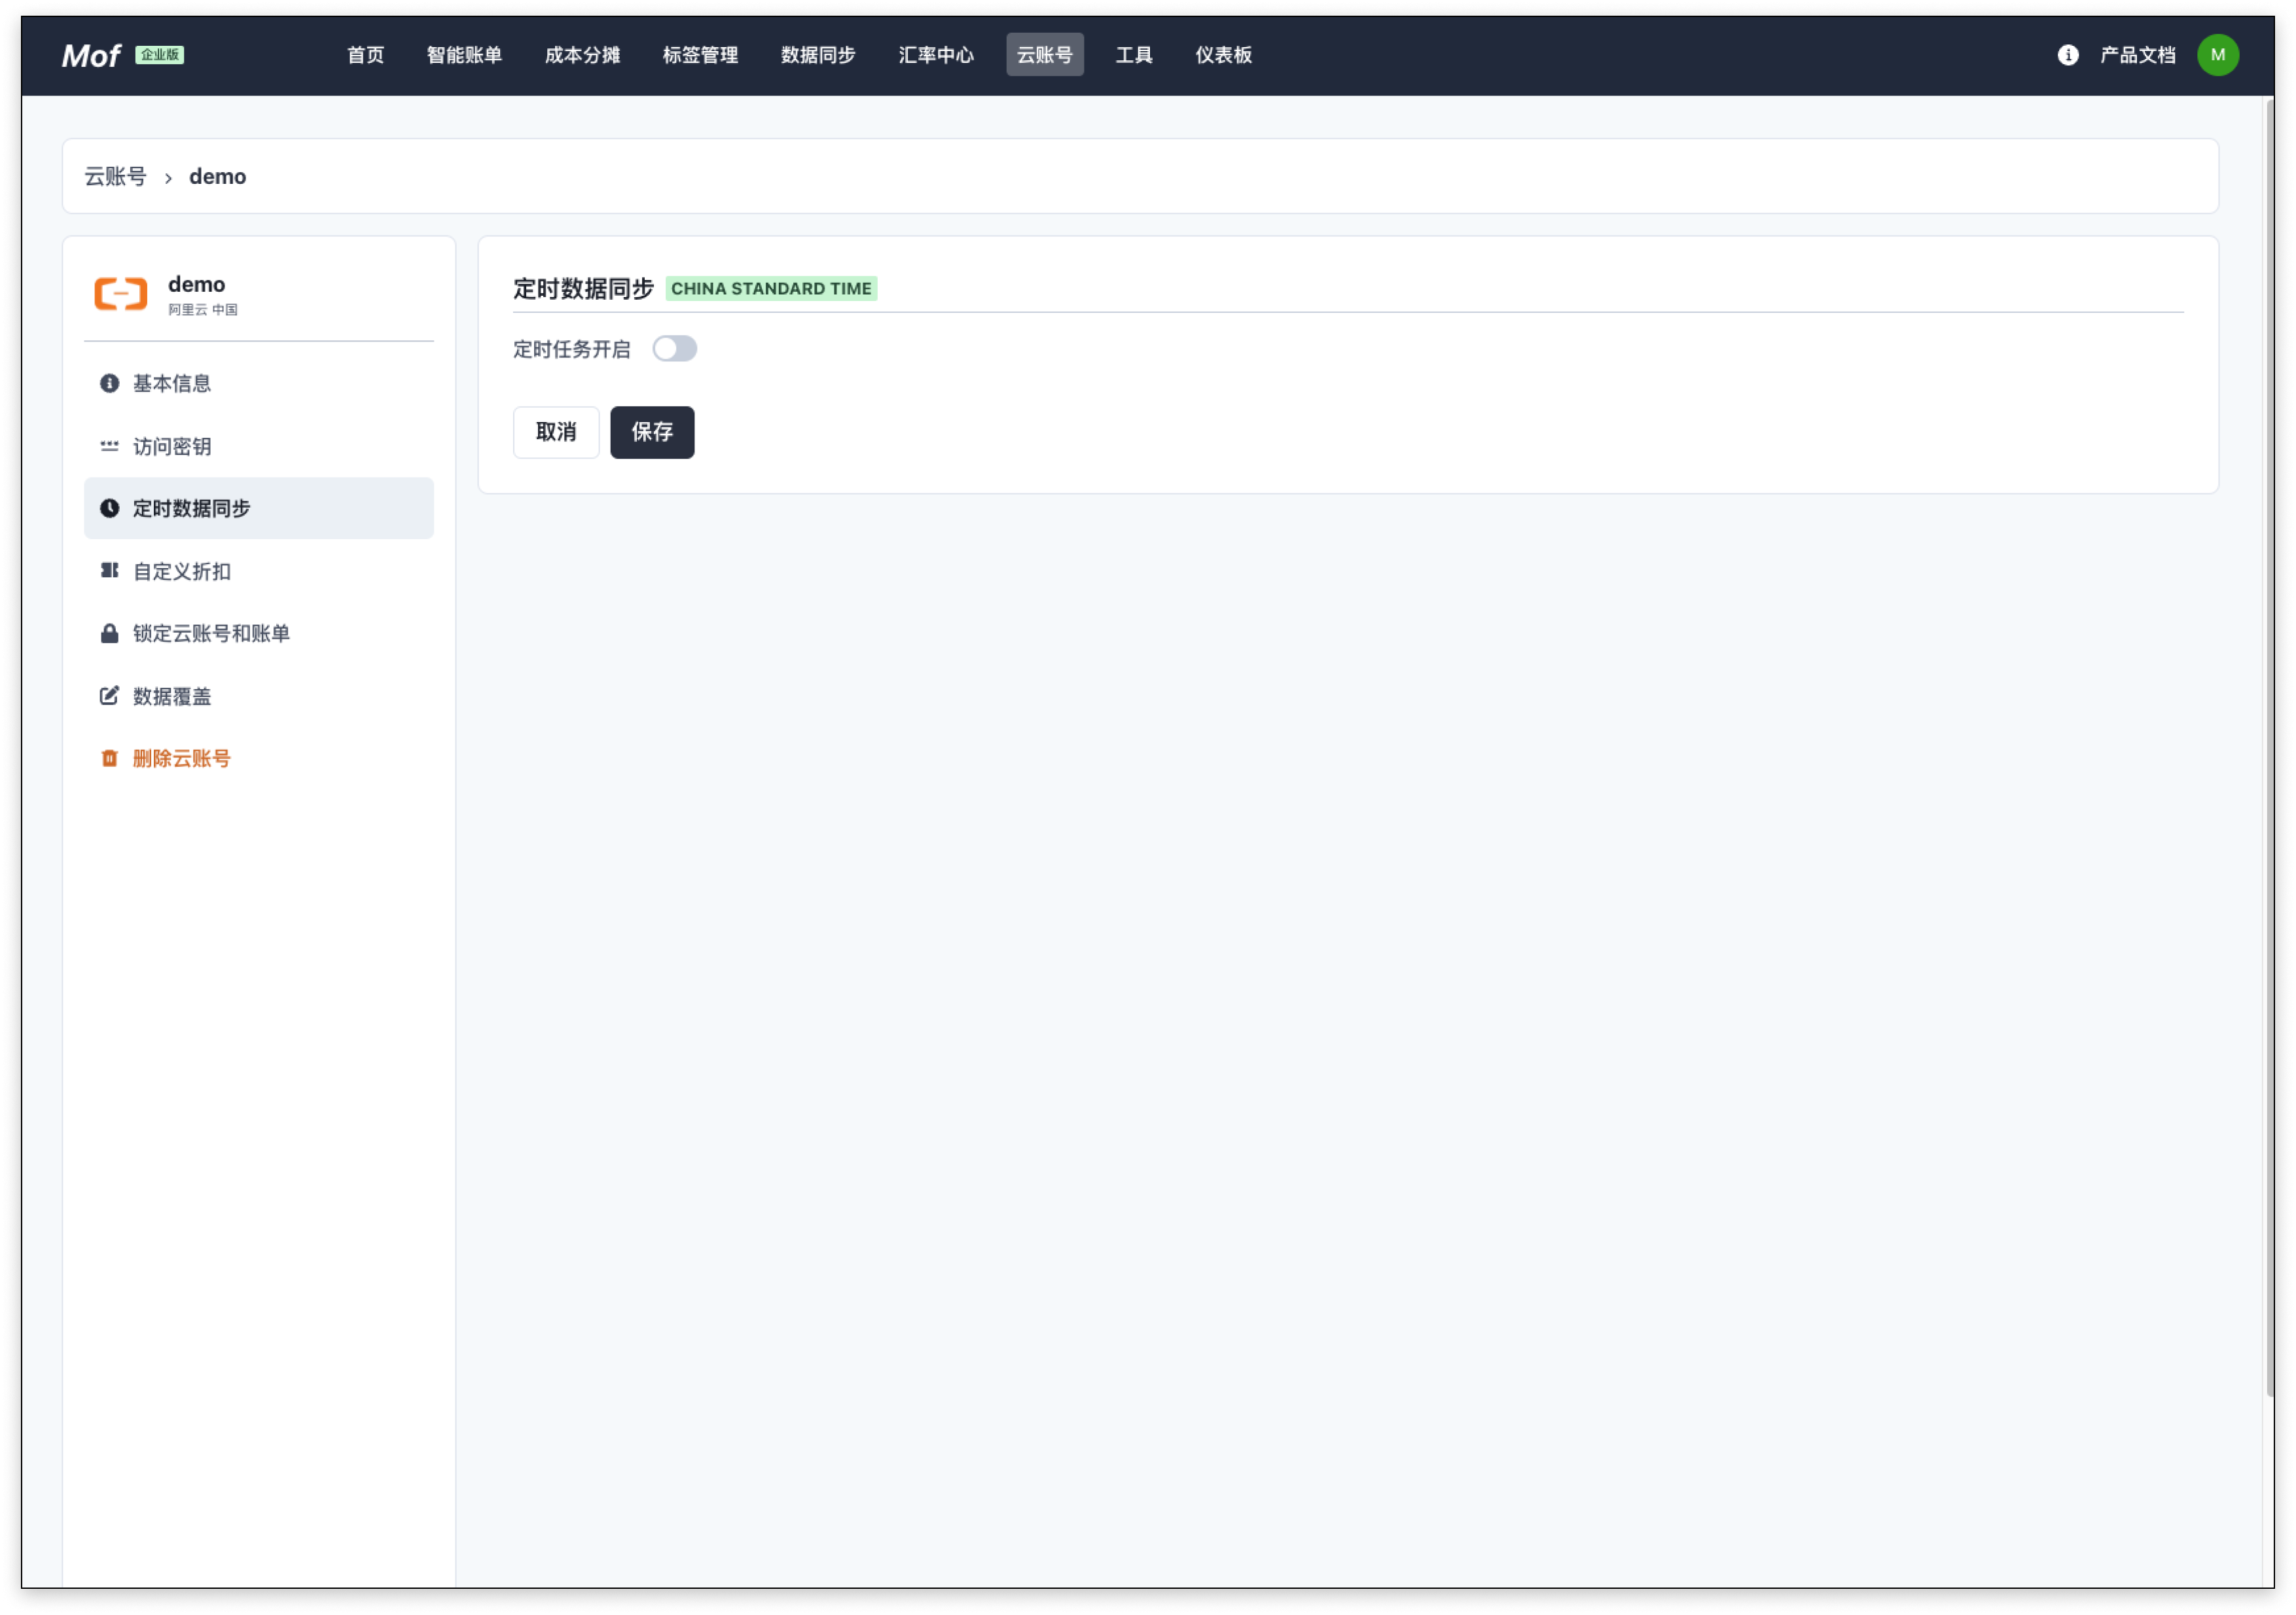 Mof 企业版 首页 智能账单 成本分摊 标签管理 数据同步 汇率中心 云账号 工具 仪表板 产品文档 M
云账号 › demo
demo
阿里云 中国
基本信息
访问密钥
定时数据同步
自定义折扣
锁定云账号和账单
数据覆盖
删除云账号
定时数据同步 CHINA STANDARD TIME
定时任务开启
取消 保存